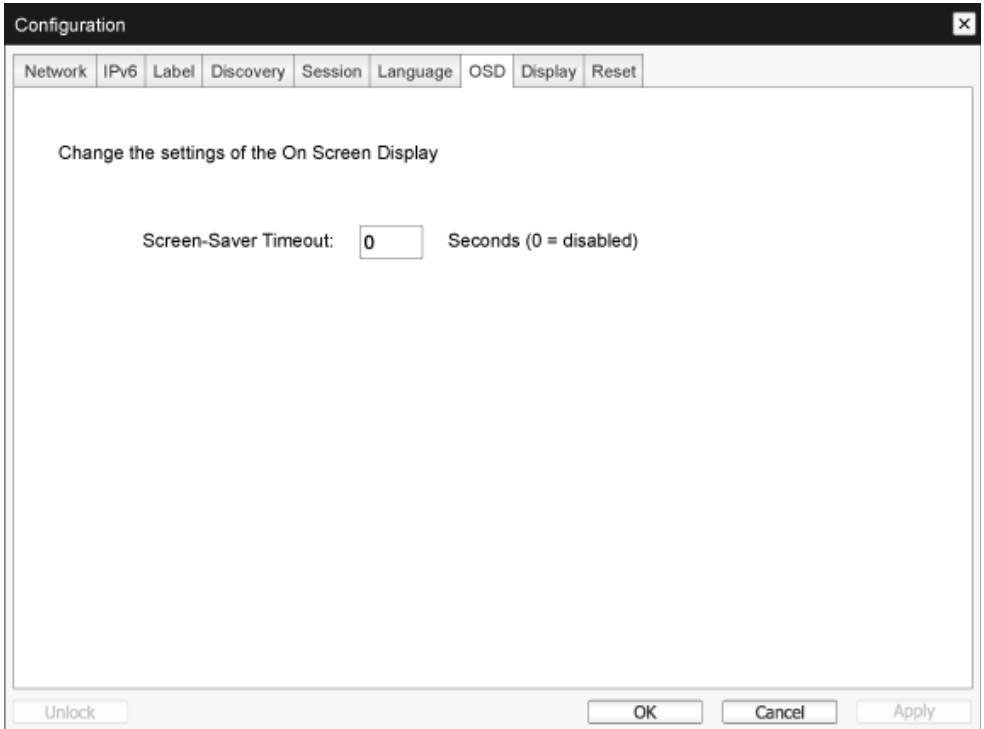 Configuration
Network IPv6 Label Discovery Session Language OSD Display Reset
Change the settings of the On Screen Display
Screen-Saver Timeout: 0 Seconds (0 = disabled)
Unlock OK Cancel Apply